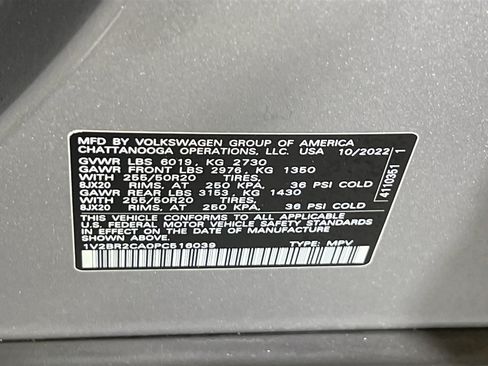 MFD BY VOLKSWAGEN GROUP OF AMERICA
CHATTANOOGA OPERATIONS, LLC. USA 10/2022
GVWR LBS 6019, KG 2730
GAWR FRONT LBS 2976, KG 1350
WITH 255/50R20 TIRES,
8JX20 RIMS, AT 250 KPA, 36 PSI COLD
GAWR REAR LBS 3153, KG 1430
WITH 255/50R20 TIRES,
8JX20 RIMS, AT 250 KPA, 36 PSI COLD
THIS VEHICLE CONFORMS TO ALL APPLICABLE
U.S. FEDERAL MOTOR VEHICLE SAFETY STANDARDS
IN EFFECT ON THE DATE OF MANUFACTURE
SHOWN ABOVE.
1V2BR2CA0PC516039 TYPE: MPV
4110351 1